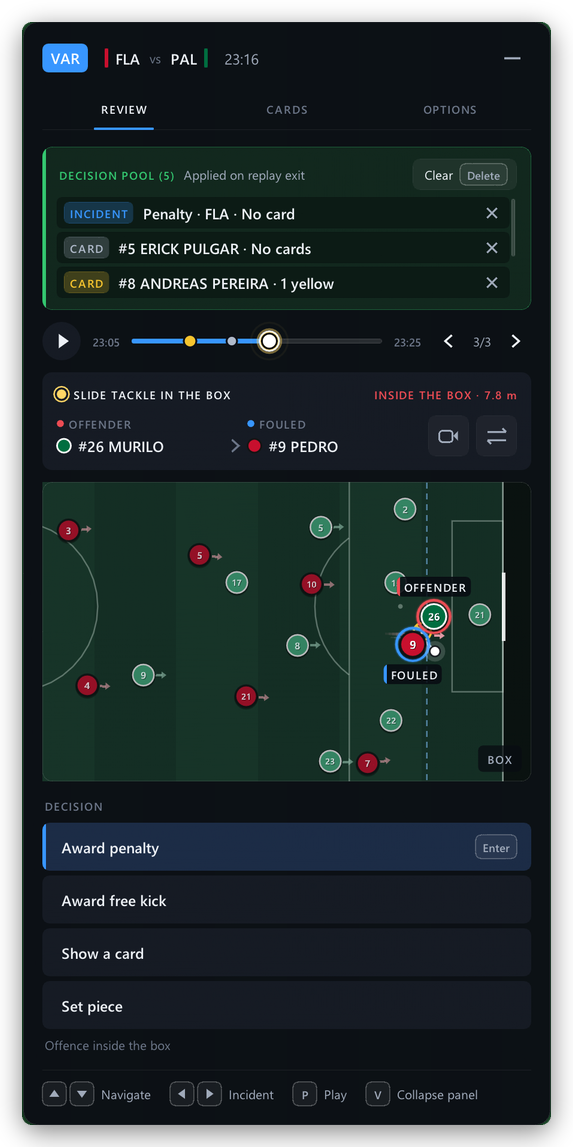 VAR FLA vs PAL 23:16
REVIEW CARDS OPTIONS
DECISION POOL (5) Applied on replay exit Clear Delete
INCIDENT Penalty · FLA · No card
CARD #5 ERICK PULGAR · No cards
CARD #8 ANDREAS PEREIRA · 1 yellow
23:05 23:25 3/3
SLIDE TACKLE IN THE BOX INSIDE THE BOX · 7.8 m
OFFENDER FOULED
#26 MURILO #9 PEDRO
2
3
5
5
17
10
OFFENDER
26
21
8
9
9
FOULED
4
21
22
23
7
BOX
DECISION
Award penalty Enter
Award free kick
Show a card
Set piece
Offence inside the box
Navigate Incident P Play V Collapse panel